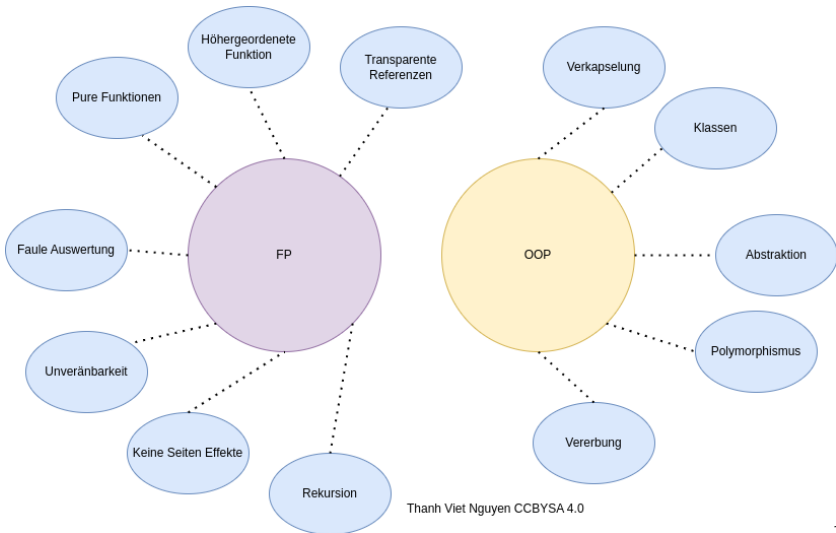 Höhergeordenete
Funktion
Transparente
Referenzen
Pure Funktionen
Faule Auswertung
FP
Unveränbarkeit
Keine Seiten Effekte
Rekursion
Verkapselung
Klassen
OOP
Abstraktion
Polymorphismus
Vererbung
Thanh Viet Nguyen CCBYSA 4.0